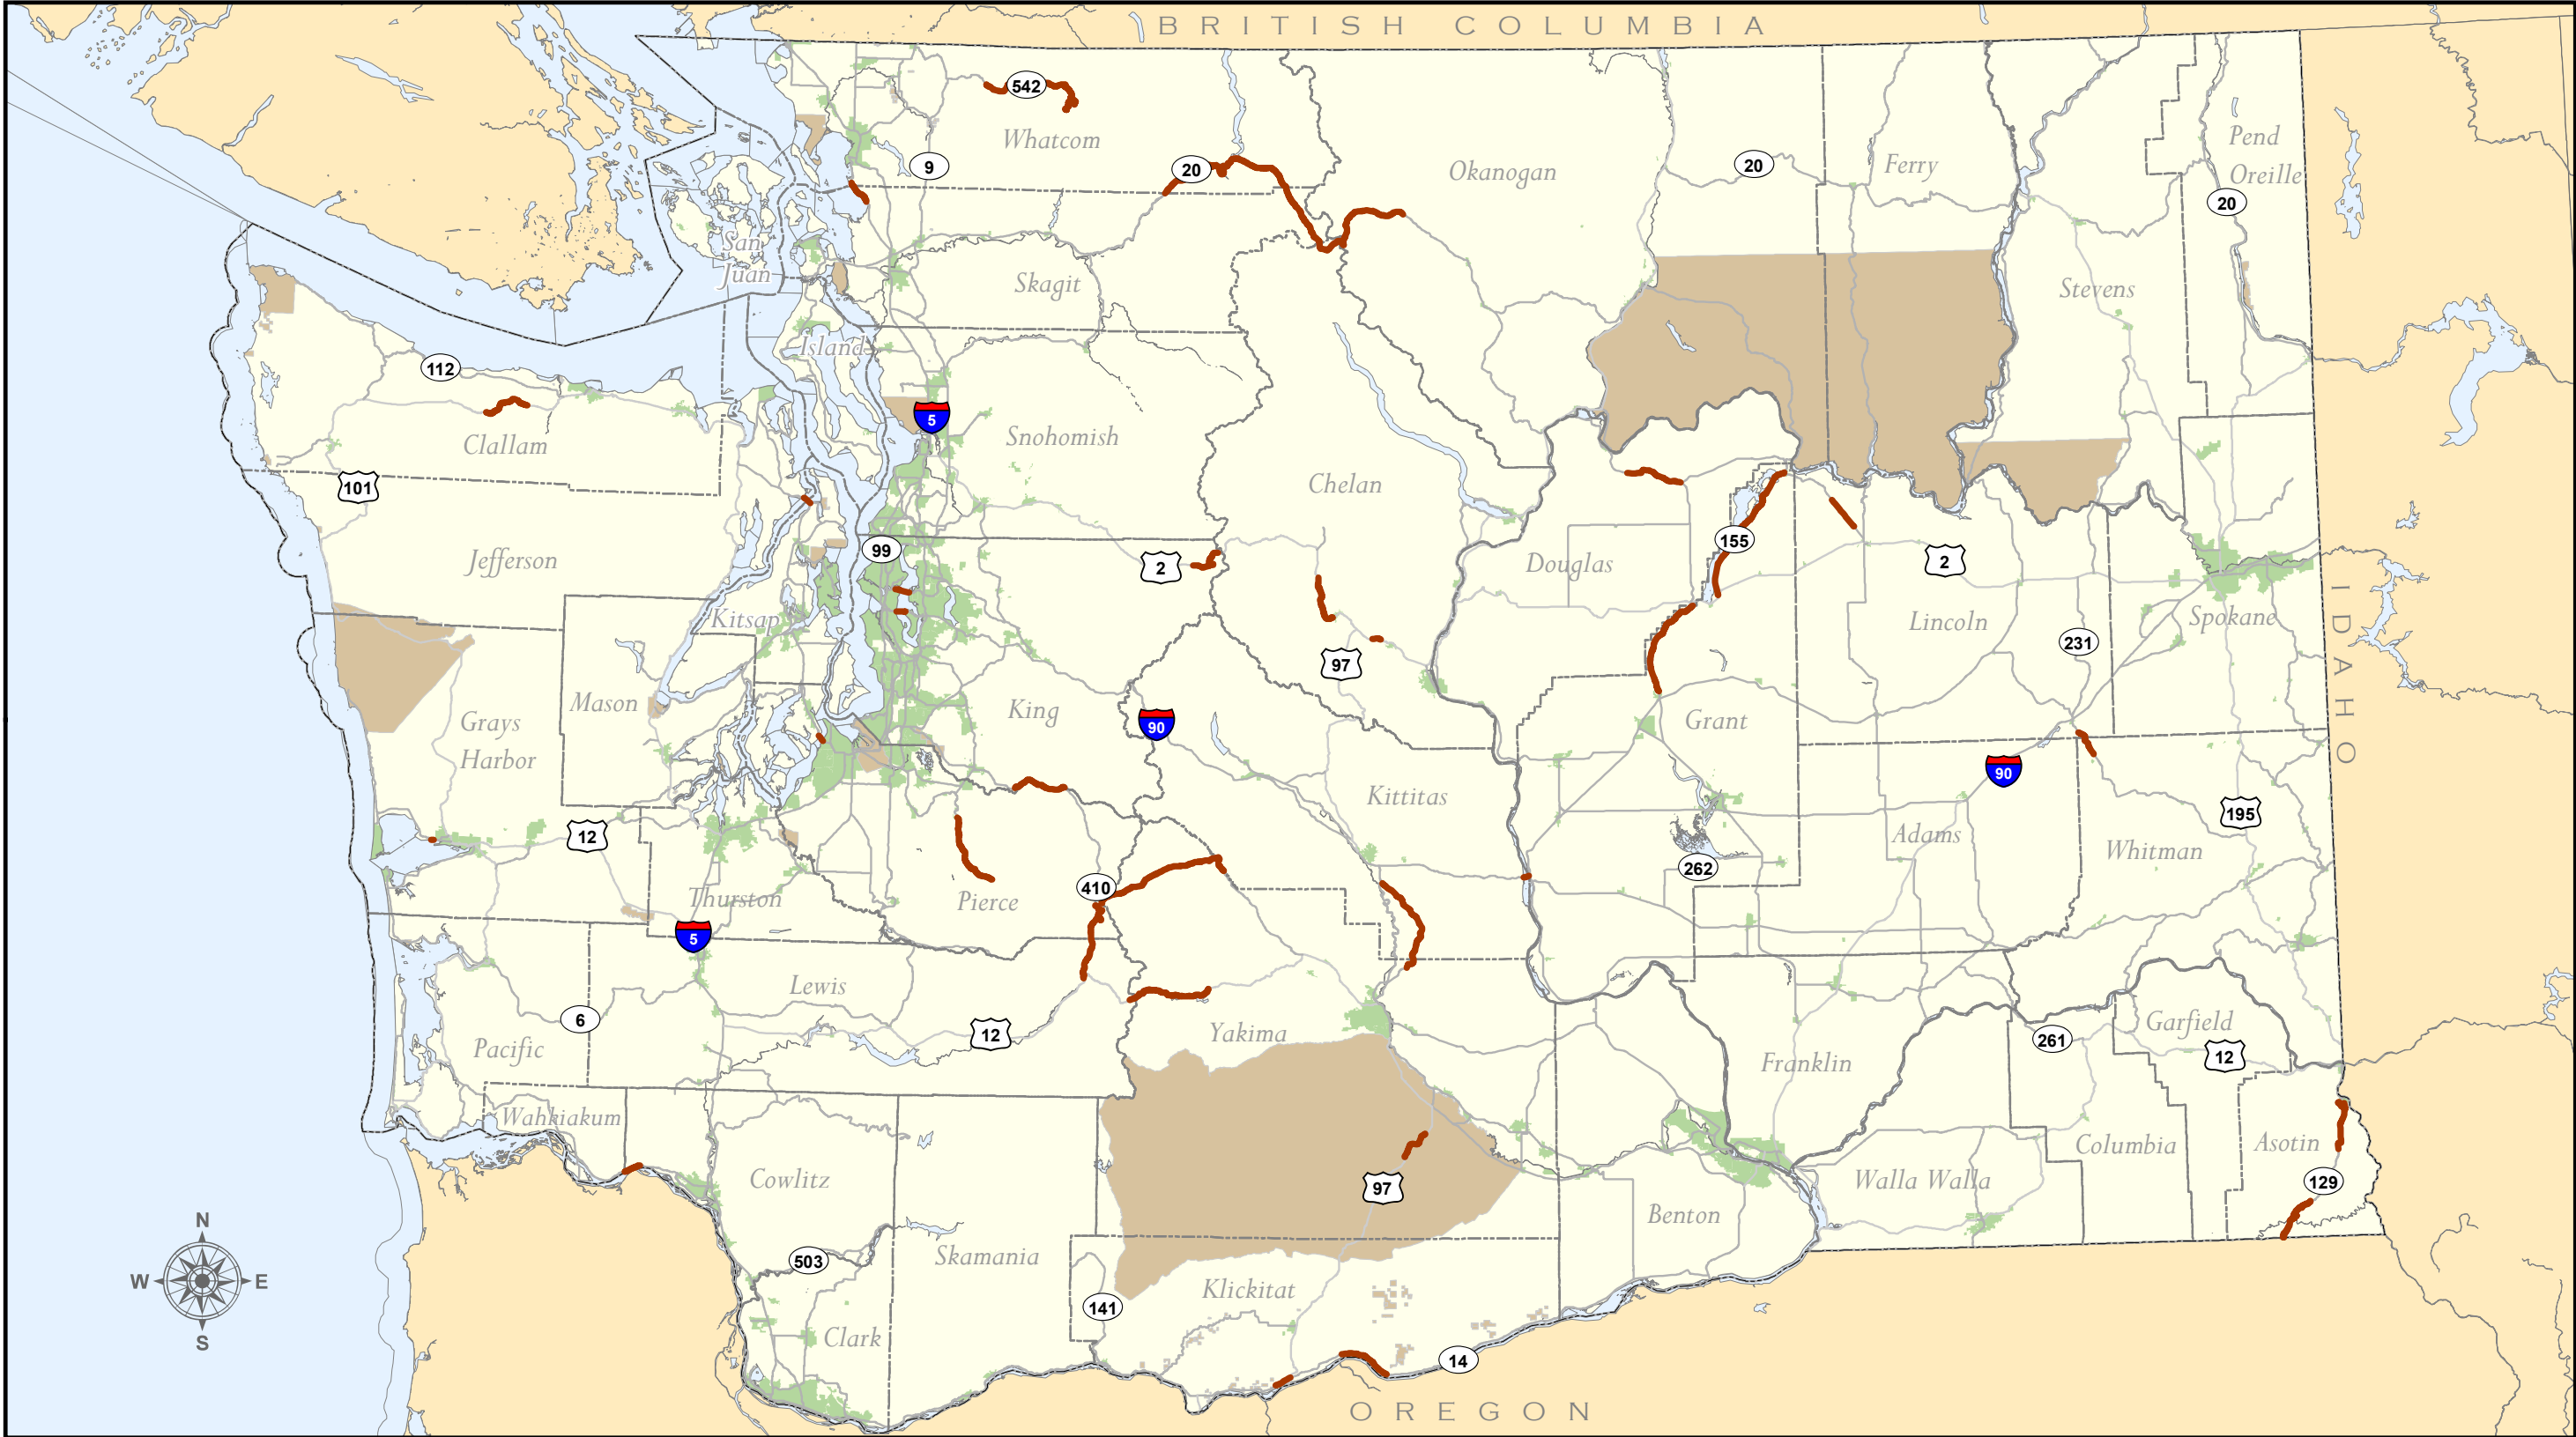 BRITISH COLUMBIA
542
Whatcom
9
20
Okanogan
20
Ferry
Pend
Oreille
20
San
Juan
Skagit
Stevens
Island
112
5
Snohomish
Clallam
101
Chelan
99
155
2
2
Jefferson
Douglas
Kitsap
Lincoln
Spokane
231
97
IDAHO
Mason
King
Grays
Harbor
90
Grant
90
Kittitas
195
12
Adams
Whitman
262
410
Thurston
Pierce
5
Lewis
6
12
Yakima
Pacific
Garfield
261
12
Franklin
Wahkiakum
Columbia
Asotin
Cowlitz
97
Walla Walla
129
Benton
N
W E
S
503
Skamania
Klickitat
141
Clark
14
OREGON